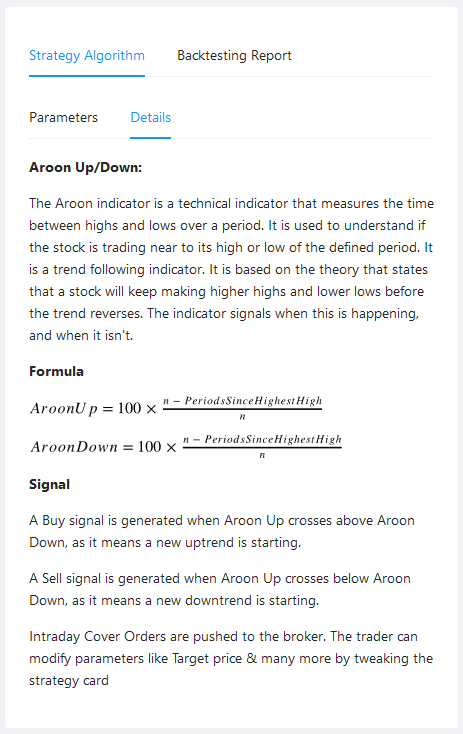 Strategy Algorithm Backtesting Report
Parameters Details
Aroon Up/Down:
The Aroon indicator is a technical indicator that measures the time
between highs and lows over a period. It is used to understand if
the stock is trading near to its high or low of the defined period. It
is a trend following indicator. It is based on the theory that states
that a stock will keep making higher highs and lower lows before
the trend reverses. The indicator signals when this is happening,
and when it isn't.
Formula
AroonUp = 100 × (n − PeriodsSinceHighestHigh) / n
AroonDown = 100 × (n − PeriodsSinceHighestHigh) / n
Signal
A Buy signal is generated when Aroon Up crosses above Aroon
Down, as it means a new uptrend is starting.
A Sell signal is generated when Aroon Up crosses below Aroon
Down, as it means a new downtrend is starting.
Intraday Cover Orders are pushed to the broker. The trader can
modify parameters like Target price & many more by tweaking the
strategy card